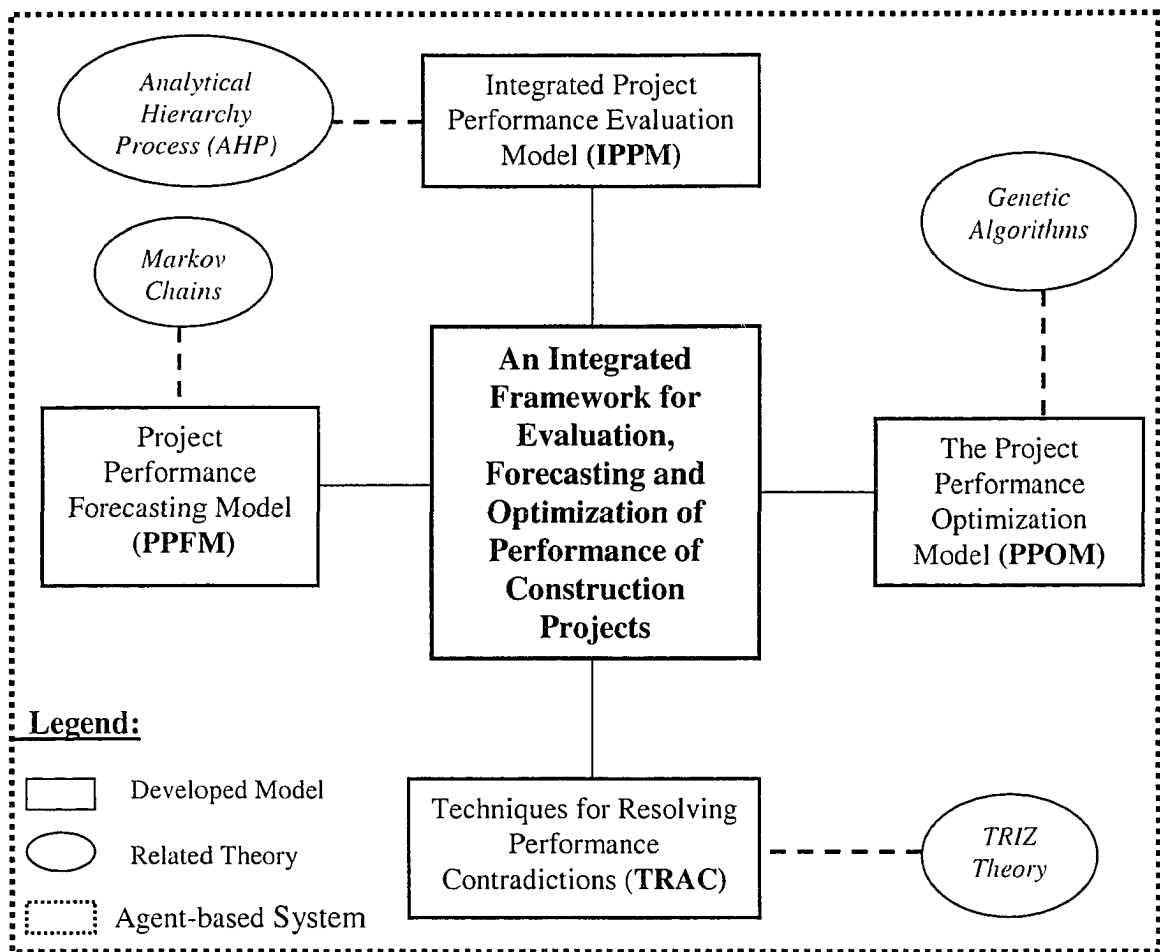 Analytical
Hierarchy
Process (AHP)
Integrated Project
Performance Evaluation
Model (IPPM)
Genetic
Algorithms
Markov
Chains
An Integrated
Framework for
Evaluation,
Forecasting and
Optimization of
Performance of
Construction
Projects
Project
Performance
Forecasting Model
(PPFM)
The Project
Performance
Optimization
Model (PPOM)
Legend:
Developed Model
Related Theory
Agent-based System
Techniques for Resolving
Performance
Contradictions (TRAC)
TRIZ
Theory